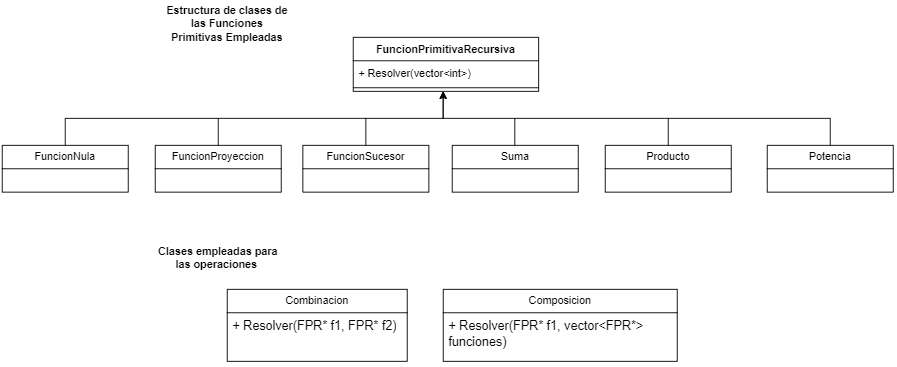 Estructura de clases de
las Funciones
Primitivas Empleadas
FuncionPrimitivaRecursiva
+ Resolver(vector<int>)
FuncionNula
FuncionProyeccion
FuncionSucesor
Suma
Producto
Potencia
Clases empleadas para
las operaciones
Combinacion
+ Resolver(FPR* f1, FPR* f2)
Composicion
+ Resolver(FPR* f1, vector<FPR*>
funciones)